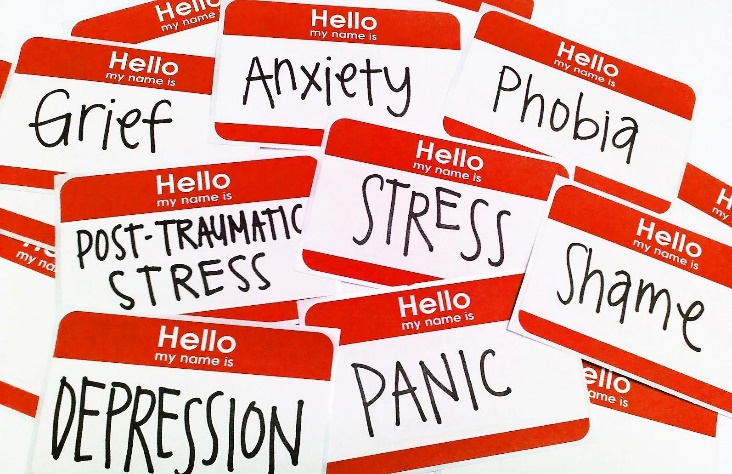 my name
Hello
my name is
Anxiety
Hello
my name is
Phobia
Hello
my name is
Grief
Hello
my name is
STRESS
Hello
my name is
POST-TRAUMATIC
STRESS
Hello
my name is
Shame
Hello
my name is
PANIC
Hello
my name is
DEPRESSION